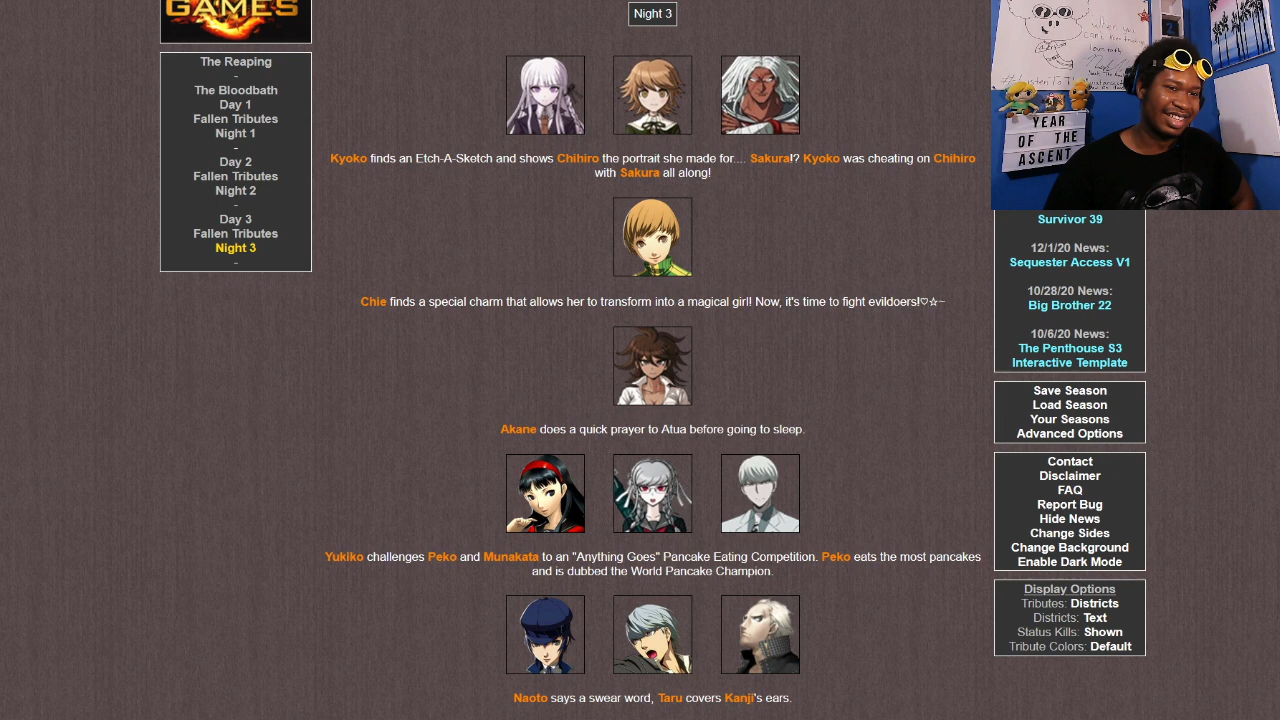 GAMES
The Reaping
-
The Bloodbath
Day 1
Fallen Tributes
Night 1
-
Day 2
Fallen Tributes
Night 2
-
Day 3
Fallen Tributes
Night 3
-
Night 3
Kyoko finds an Etch-A-Sketch and shows Chihiro the portrait she made for.... Sakura!? Kyoko was cheating on Chihiro
with Sakura all along!
Chie finds a special charm that allows her to transform into a magical girl! Now, it's time to fight evildoers!♡☆~
Akane does a quick prayer to Atua before going to sleep.
Yukiko challenges Peko and Munakata to an "Anything Goes" Pancake Eating Competition. Peko eats the most pancakes
and is dubbed the World Pancake Champion.
Naoto says a swear word, Taru covers Kanji's ears.
YEAR
OF THE
ASCENT
Survivor 39
12/1/20 News:
Sequester Access V1
10/28/20 News:
Big Brother 22
10/6/20 News:
The Penthouse S3
Interactive Template
Save Season
Load Season
Your Seasons
Advanced Options
Contact
Disclaimer
FAQ
Report Bug
Hide News
Change Sides
Change Background
Enable Dark Mode
Display Options
Tributes: Districts
Districts: Text
Status Kills: Shown
Tribute Colors: Default